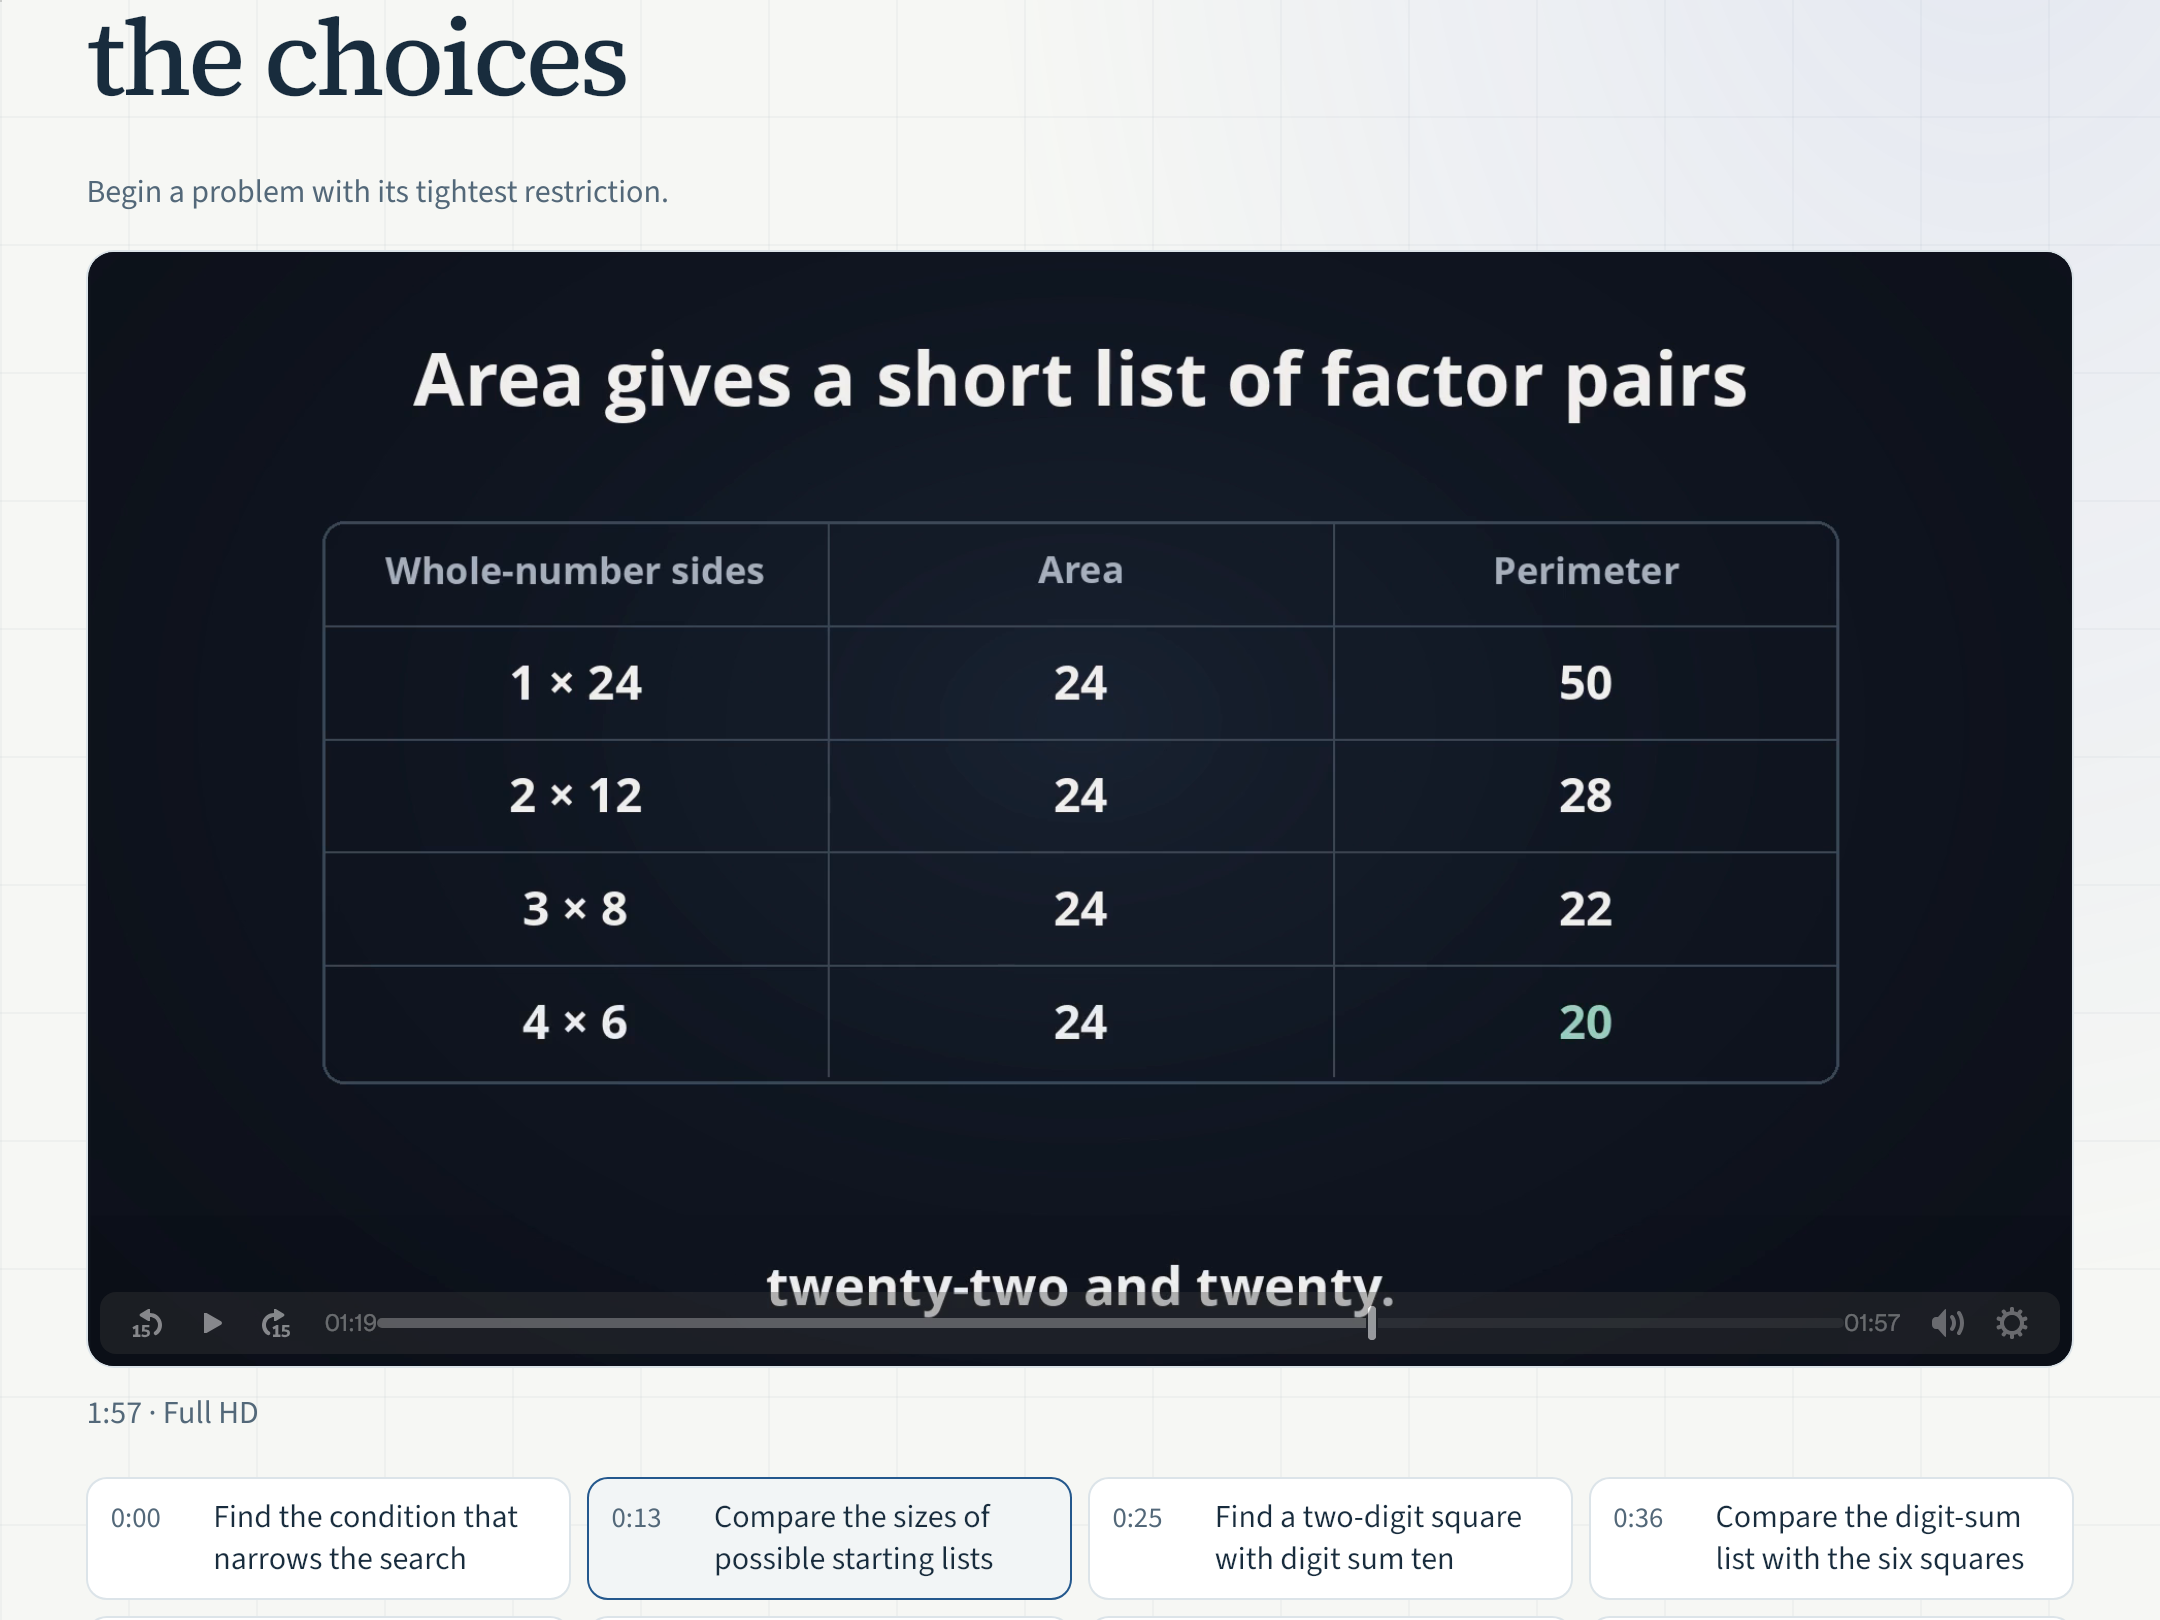 the choices
Begin a problem with its tightest restriction.
Area gives a short list of factor pairs
Whole-number sides Area Perimeter
1 × 24 24 50
2 × 12 24 28
3 × 8 24 22
4 × 6 24 20
twenty-two and twenty.
15 15 01:19 01:57
1:57 · Full HD
0:00 Find the condition that
narrows the search
0:13 Compare the sizes of
possible starting lists
0:25 Find a two-digit square
with digit sum ten
0:36 Compare the digit-sum
list with the six squares